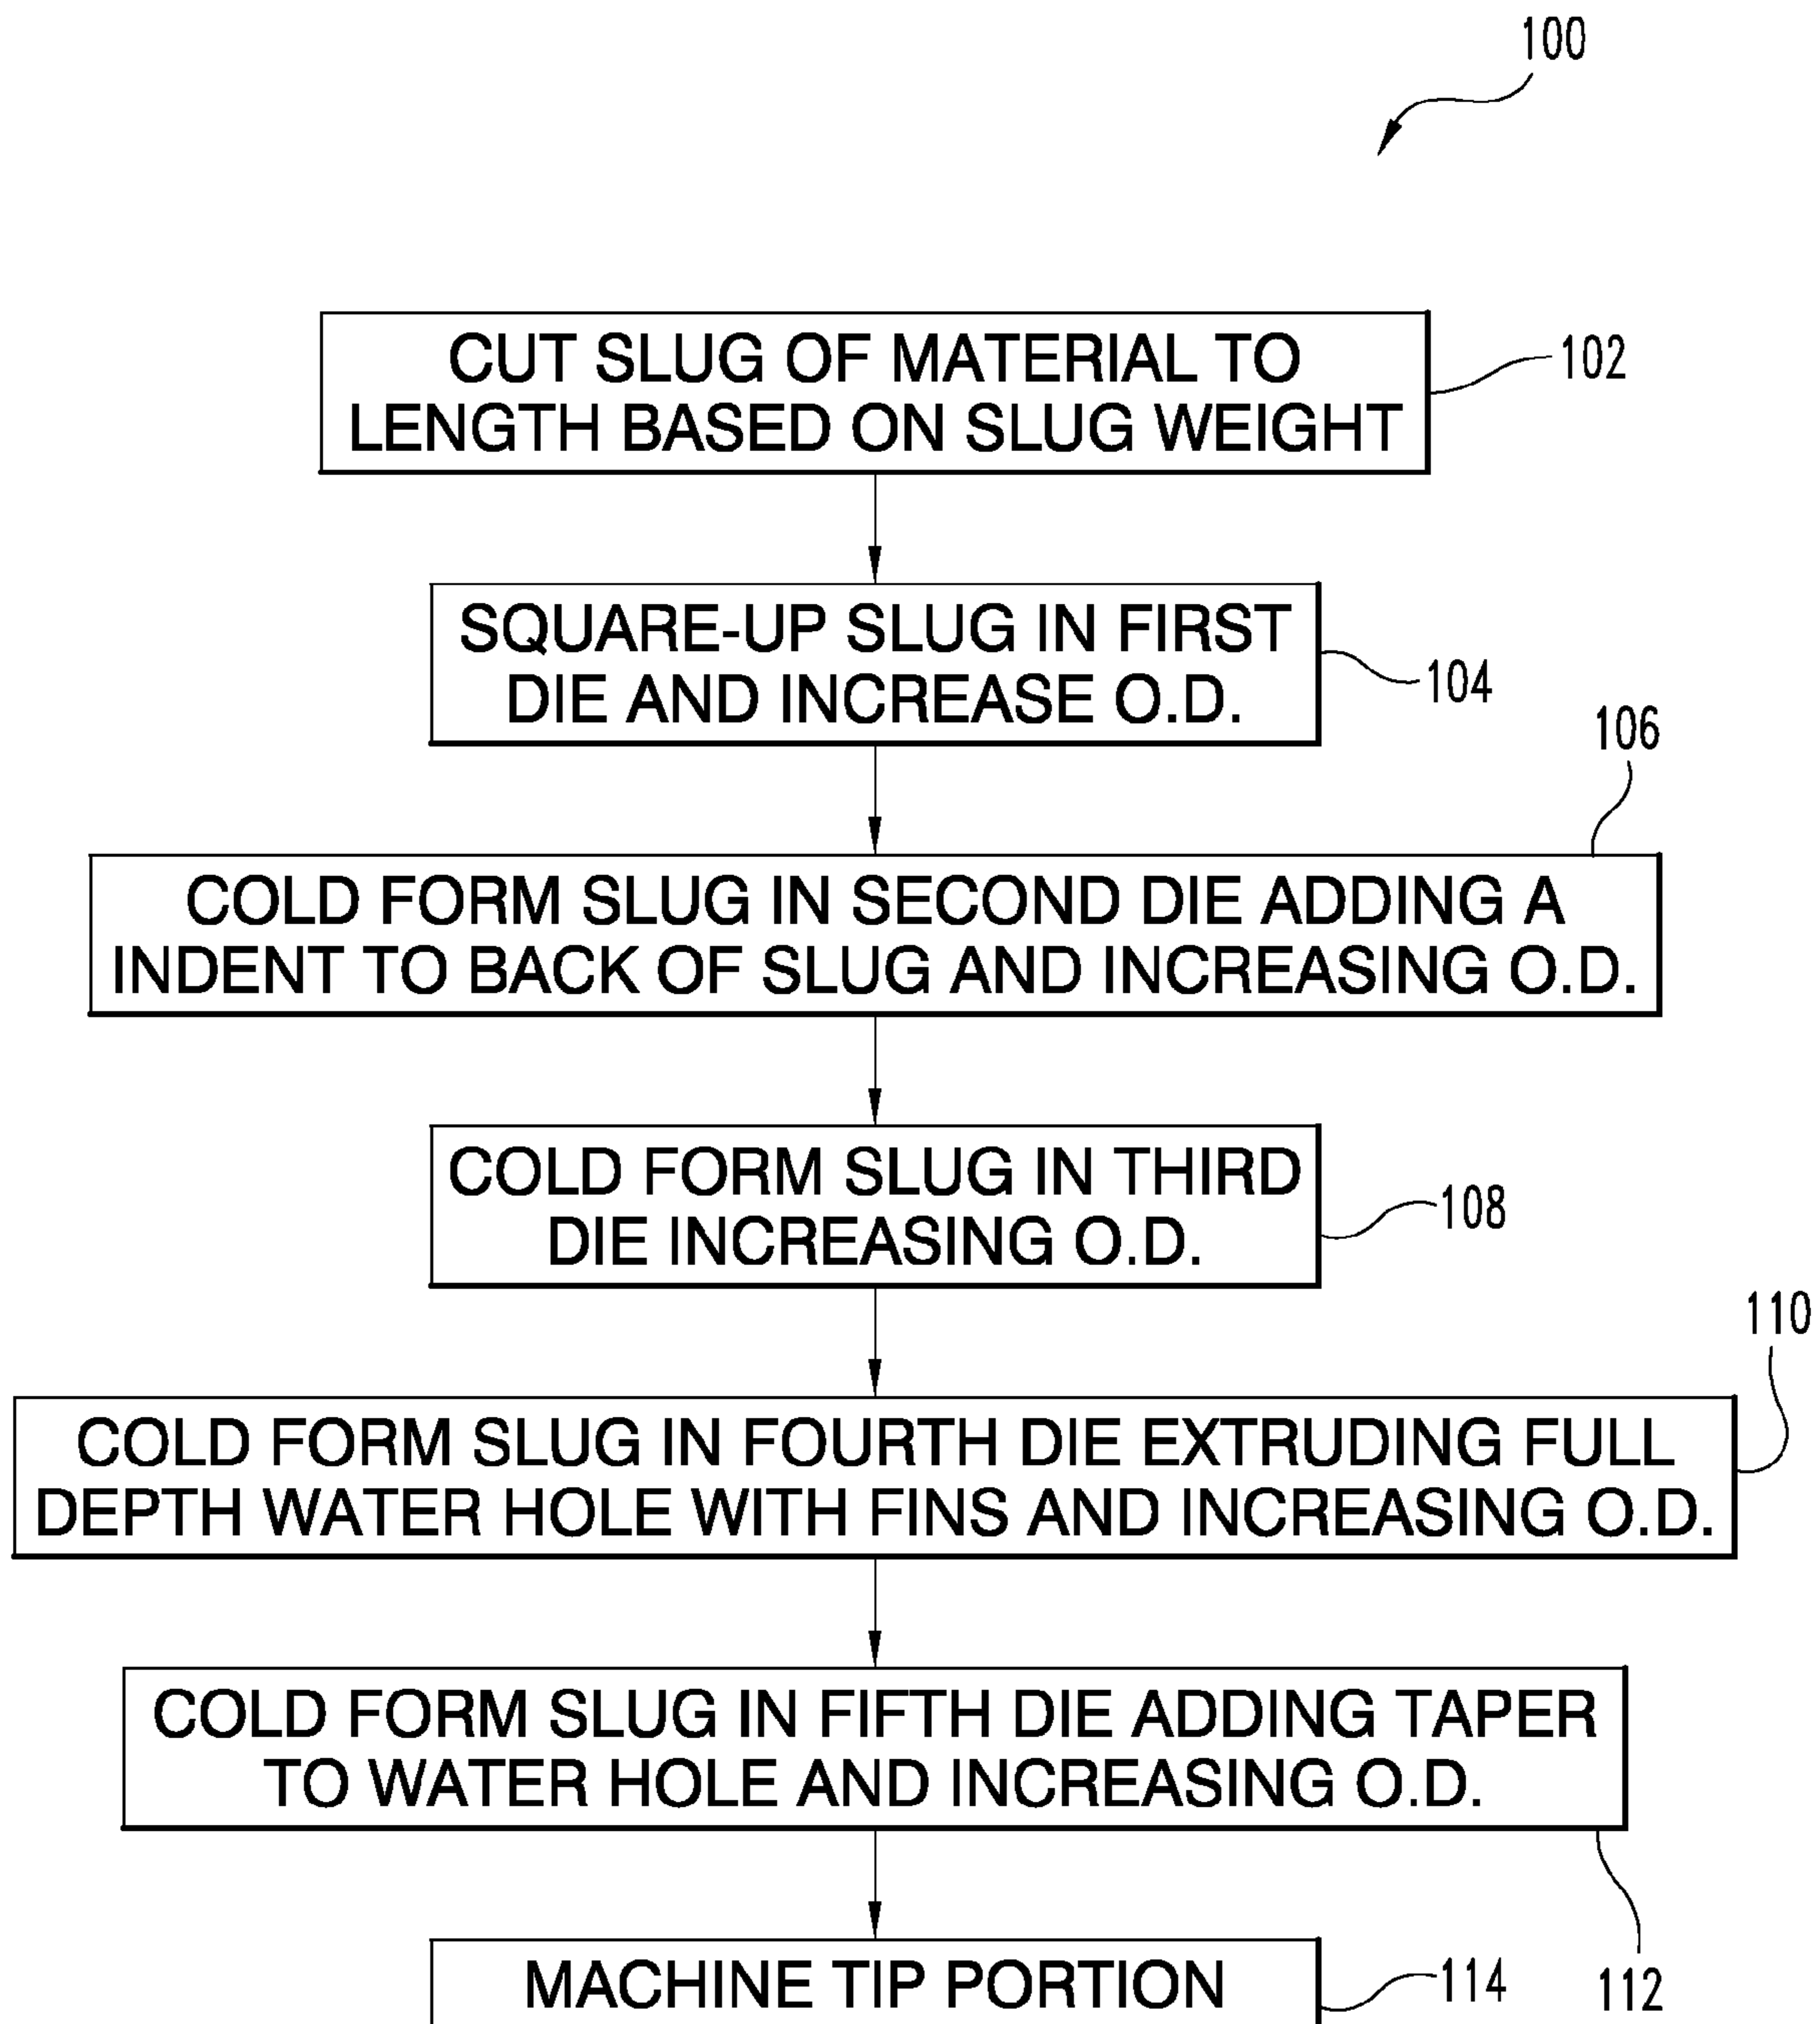 100
CUT SLUG OF MATERIAL TO
LENGTH BASED ON SLUG WEIGHT
102
SQUARE-UP SLUG IN FIRST
DIE AND INCREASE O.D.
104
106
COLD FORM SLUG IN SECOND DIE ADDING A
INDENT TO BACK OF SLUG AND INCREASING O.D.
COLD FORM SLUG IN THIRD
DIE INCREASING O.D.
108
110
COLD FORM SLUG IN FOURTH DIE EXTRUDING FULL
DEPTH WATER HOLE WITH FINS AND INCREASING O.D.
COLD FORM SLUG IN FIFTH DIE ADDING TAPER
TO WATER HOLE AND INCREASING O.D.
112
MACHINE TIP PORTION
114